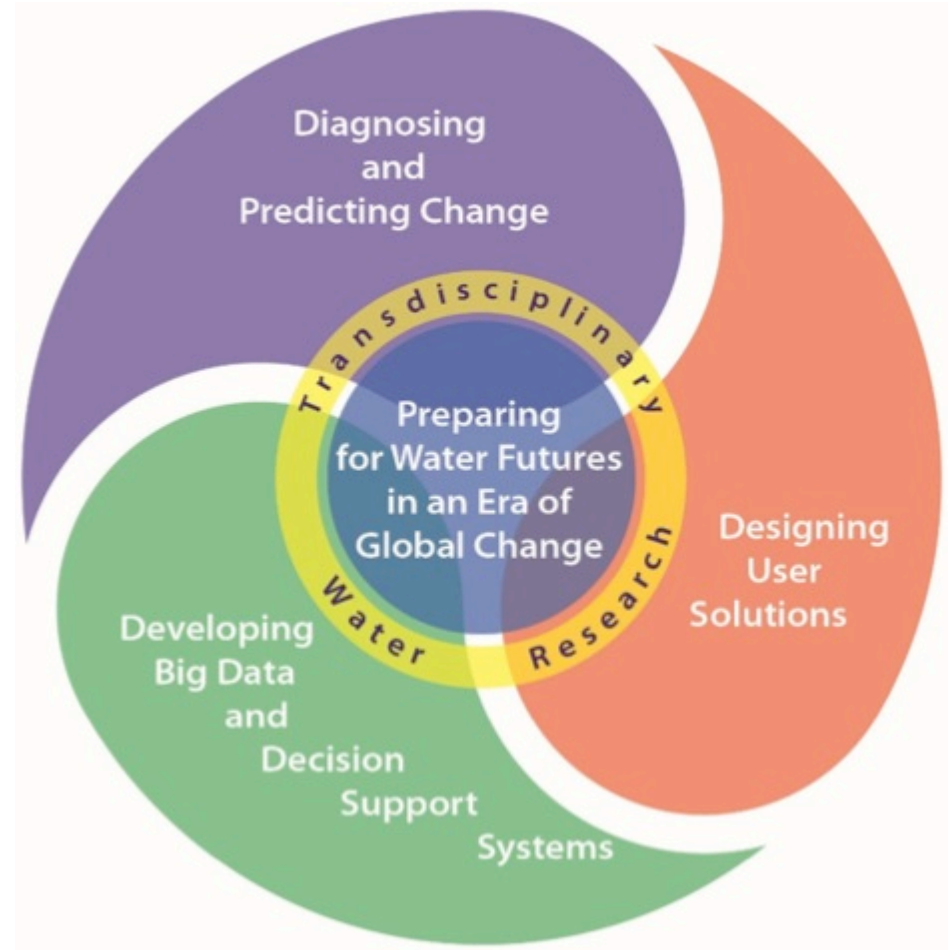 Diagnosing
and
Predicting Change
Transdisciplinary
Preparing
for Water Futures
in an Era of
Global Change
Water
Research
Designing
User
Solutions
Developing
Big Data
and
Decision
Support
Systems